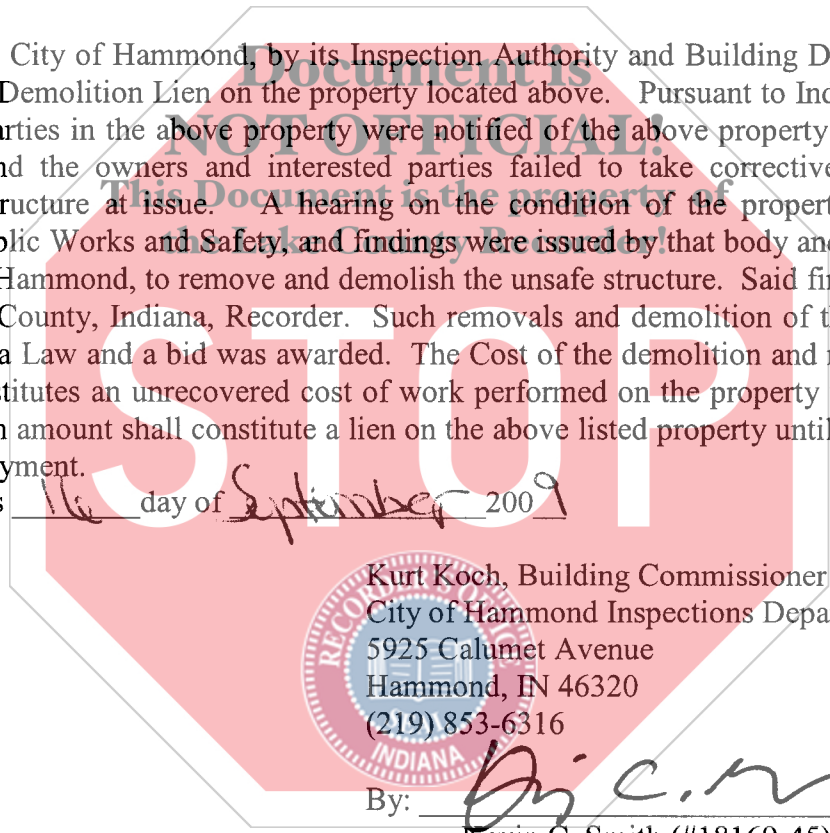 City of Hammond, by its Inspection Authority and Building D
Demolition Lien on the property located above. Pursuant to Ind
arties in the above property were notified of the above property
nd the owners and interested parties failed to take corrective
ructure at issue. A hearing on the condition of the propert
blic Works and Safety, and findings were issued by that body and
Hammond, to remove and demolish the unsafe structure. Said fin
County, Indiana, Recorder. Such removals and demolition of th
a Law and a bid was awarded. The Cost of the demolition and r
stitutes an unrecovered cost of work performed on the property
n amount shall constitute a lien on the above listed property until
yment.
s 16 day of September 2009
Kurt Koch, Building Commissioner
City of Hammond Inspections Depa
5925 Calumet Avenue
Hammond, IN 46320
(219) 853-6316
By:
C. Smith (#18169-45)
Document is
NOT OFFICIAL!
This Document is the property of
the Lake County Recorder!
STOP
RECORDER'S OFFICE
INDIANA